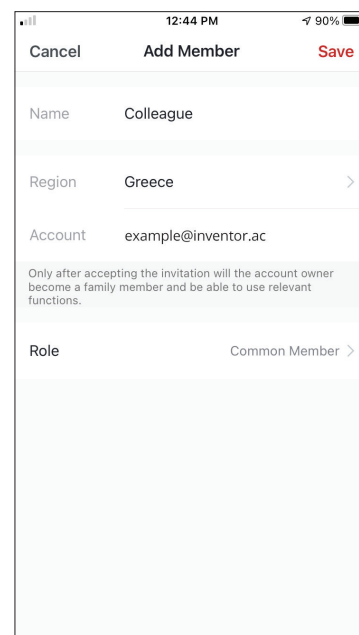 12:44 PM 90%
Cancel Add Member Save
Name Colleague
Region Greece
Account example@inventor.ac
Only after accepting the invitation will the account owner
become a family member and be able to use relevant
functions.
Role Common Member